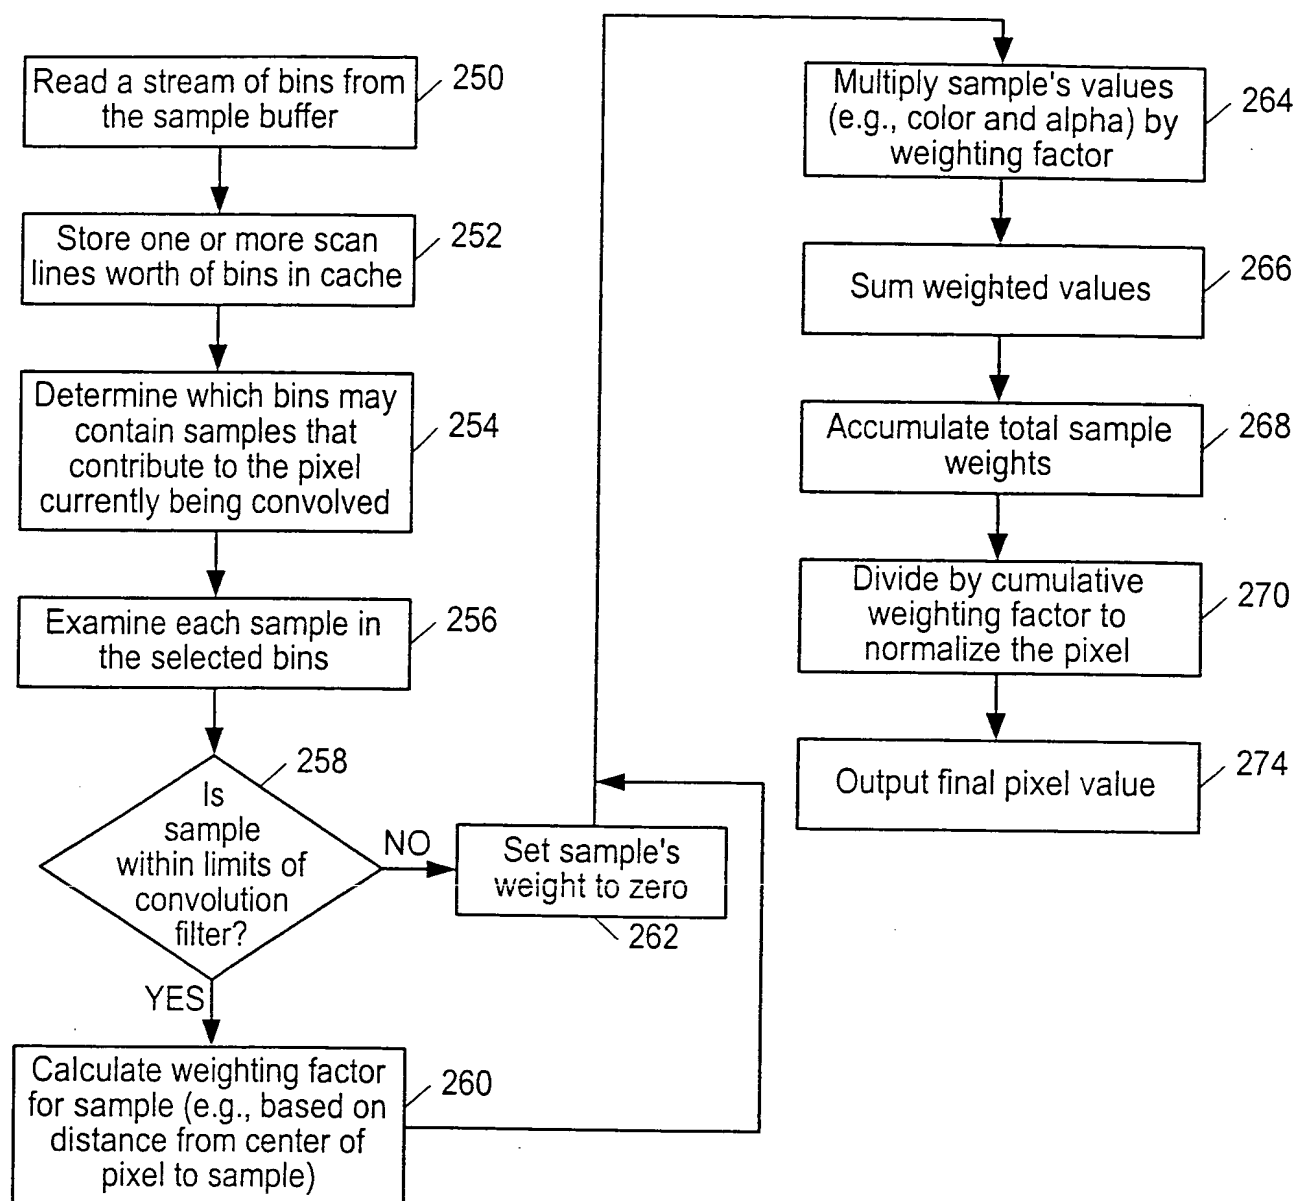 Read a stream of bins from
the sample buffer
250
Store one or more scan
lines worth of bins in cache
252
Determine which bins may
contain samples that
contribute to the pixel
currently being convolved
254
Examine each sample in
the selected bins
256
Is
sample
within limits of
convolution
filter?
258
NO
Set sample's
weight to zero
262
YES
Calculate weighting factor
for sample (e.g., based on
distance from center of
pixel to sample)
260
Multiply sample's values
(e.g., color and alpha) by
weighting factor
264
Sum weighted values
266
Accumulate total sample
weights
268
Divide by cumulative
weighting factor to
normalize the pixel
270
Output final pixel value
274